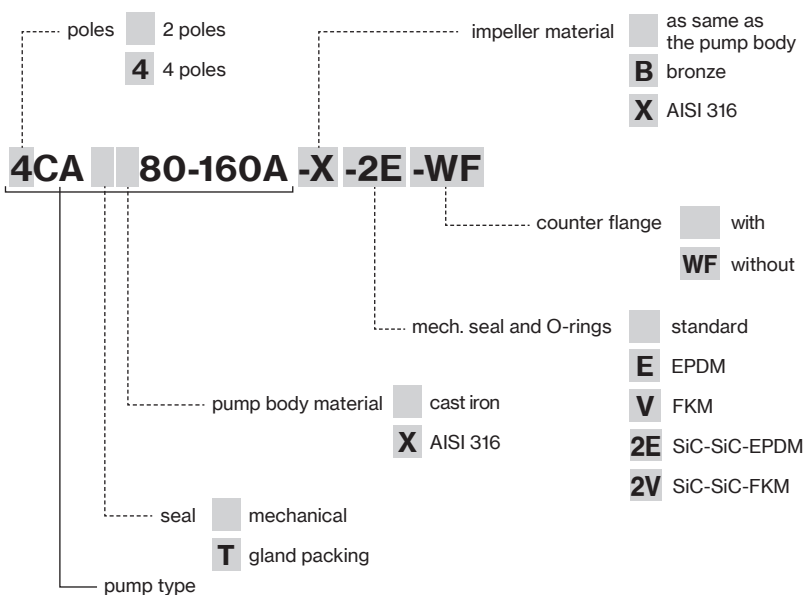 poles 2 poles
4 4 poles
impeller material as same as
the pump body
B bronze
X AISI 316
4CA 80-160A -X -2E -WF
counter flange with
WF without
mech. seal and O-rings standard
E EPDM
V FKM
2E SiC-SiC-EPDM
2V SiC-SiC-FKM
pump body material cast iron
X AISI 316
seal mechanical
T gland packing
pump type